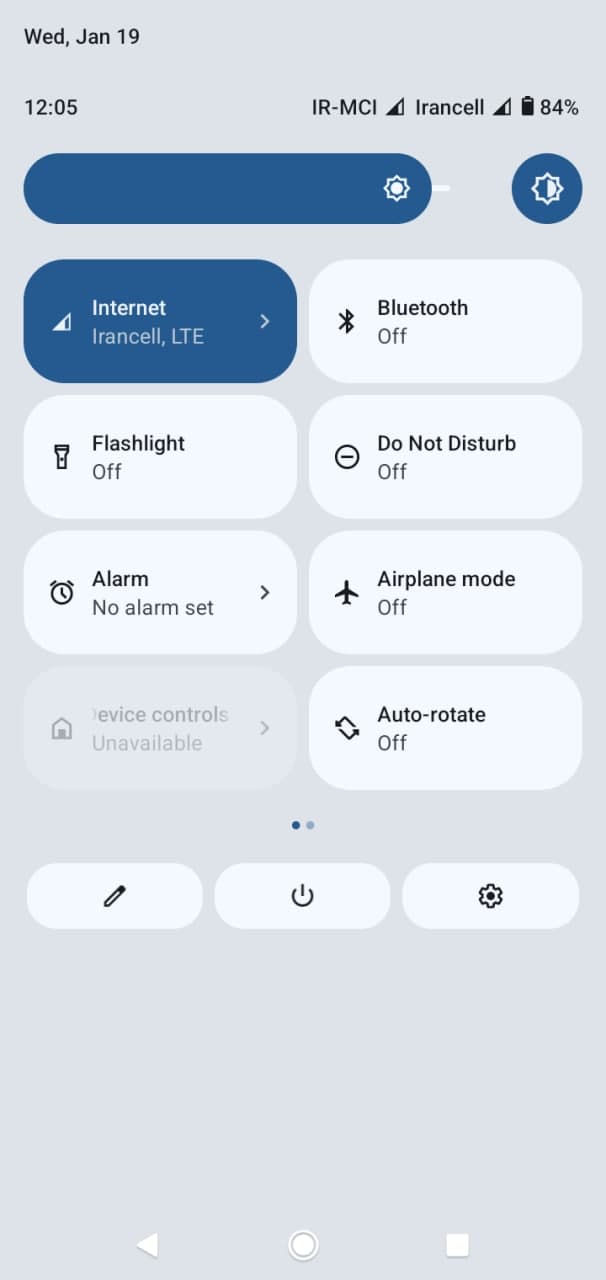 Wed, Jan 19
12:05 IR-MCI Irancell 84%
Internet
Irancell, LTE
Bluetooth
Off
Flashlight
Off
Do Not Disturb
Off
Alarm
No alarm set
Airplane mode
Off
evice controls
Unavailable
Auto-rotate
Off